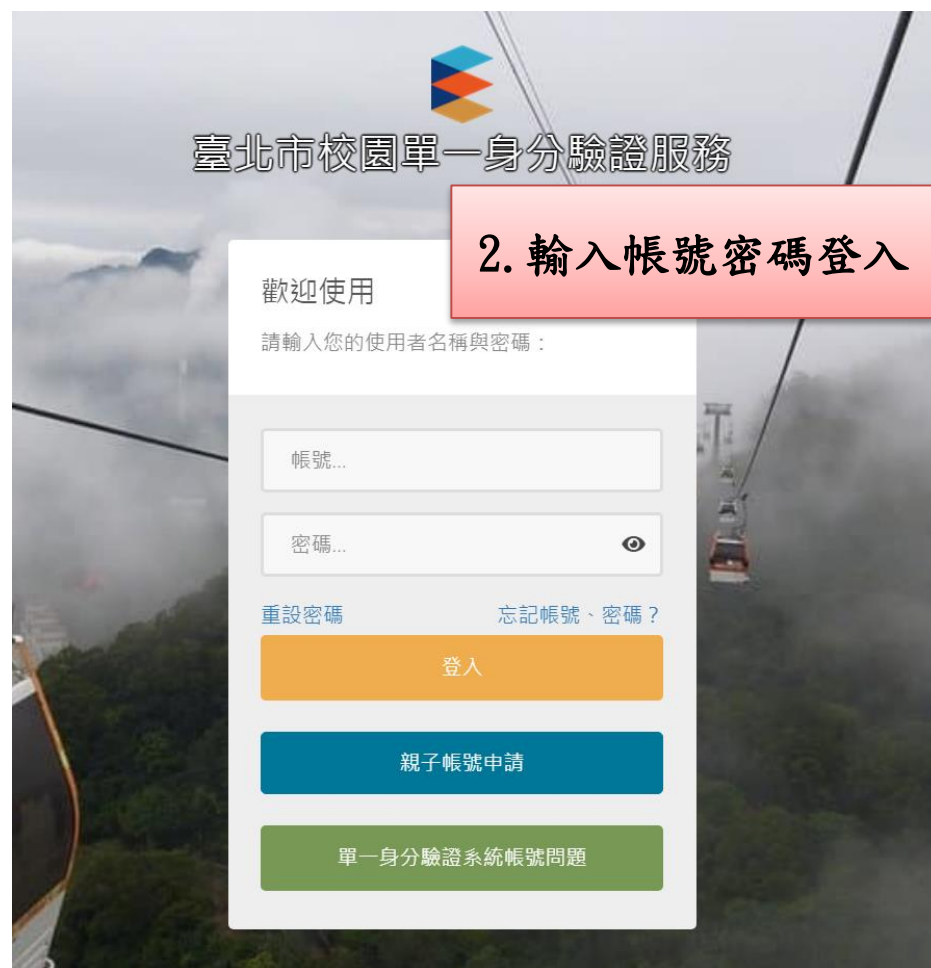 臺北市校園單一身分驗證服務
2.輸入帳號密碼登入
歡迎使用
請輸入您的使用者名稱與密碼：
帳號...
密碼...
重設密碼
忘記帳號、密碼？
登入
親子帳號申請
單一身分驗證系統帳號問題